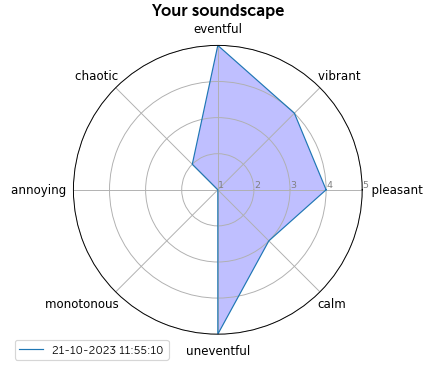 Your soundscape
eventful
chaotic
vibrant
annoying
1
2
3
4
5
pleasant
monotonous
calm
21-10-2023 11:55:10
uneventful